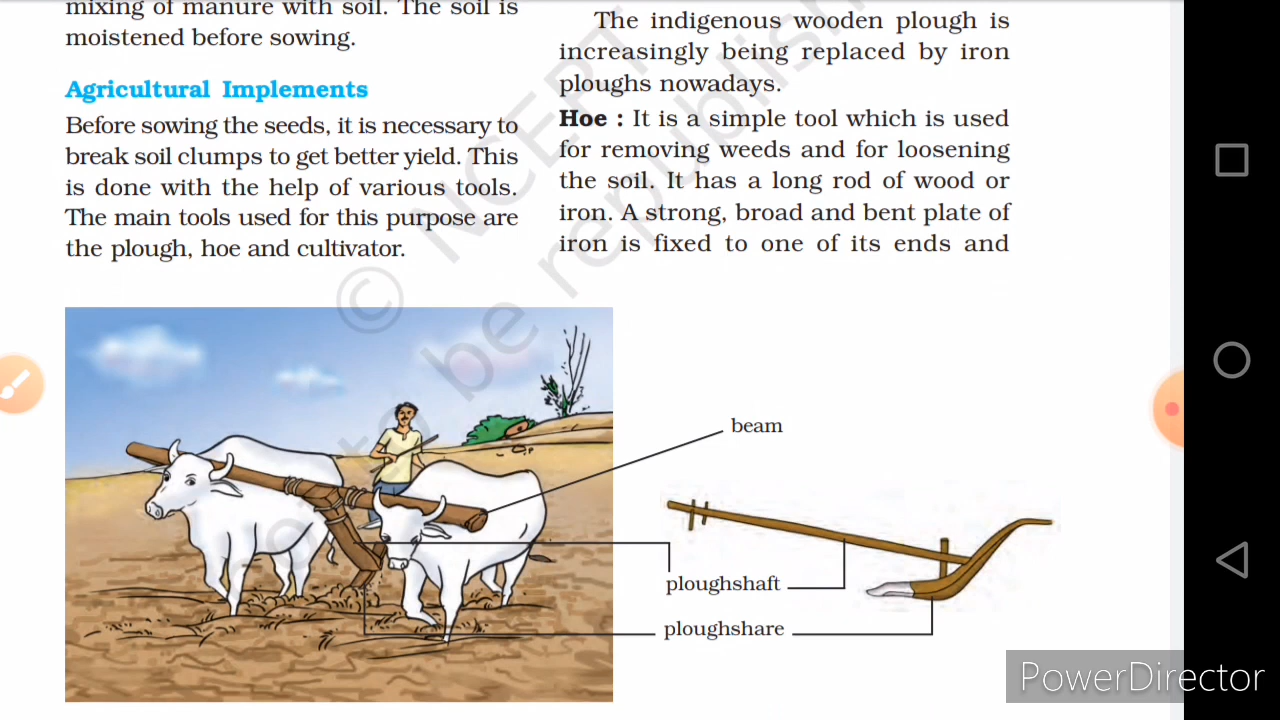 mixing of manure with soil. The soil is
moistened before sowing.
Agricultural Implements
Before sowing the seeds, it is necessary to
break soil clumps to get better yield. This
is done with the help of various tools.
The main tools used for this purpose are
the plough, hoe and cultivator.
The indigenous wooden plough is
increasingly being replaced by iron
ploughs nowadays.
Hoe : It is a simple tool which is used
for removing weeds and for loosening
the soil. It has a long rod of wood or
iron. A strong, broad and bent plate of
iron is fixed to one of its ends and
beam
ploughshaft
ploughshare
© NCERT
be republish
PowerDirector